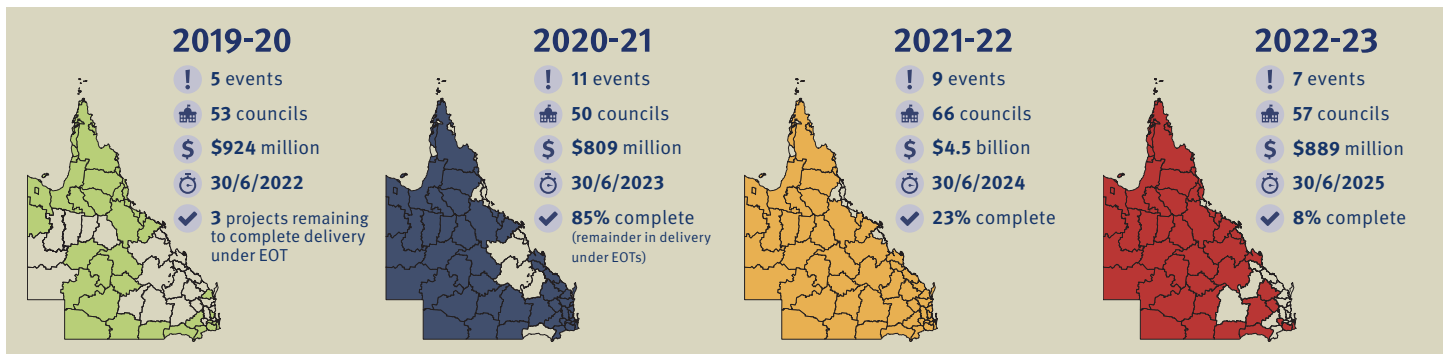 2019-20
! 5 events
53 councils
$ $924 million
30/6/2022
3 projects remaining
to complete delivery
under EOT
2020-21
! 11 events
50 councils
$ $809 million
30/6/2023
85% complete
(remainder in delivery
under EOTs)
2021-22
! 9 events
66 councils
$ $4.5 billion
30/6/2024
23% complete
2022-23
! 7 events
57 councils
$ $889 million
30/6/2025
8% complete